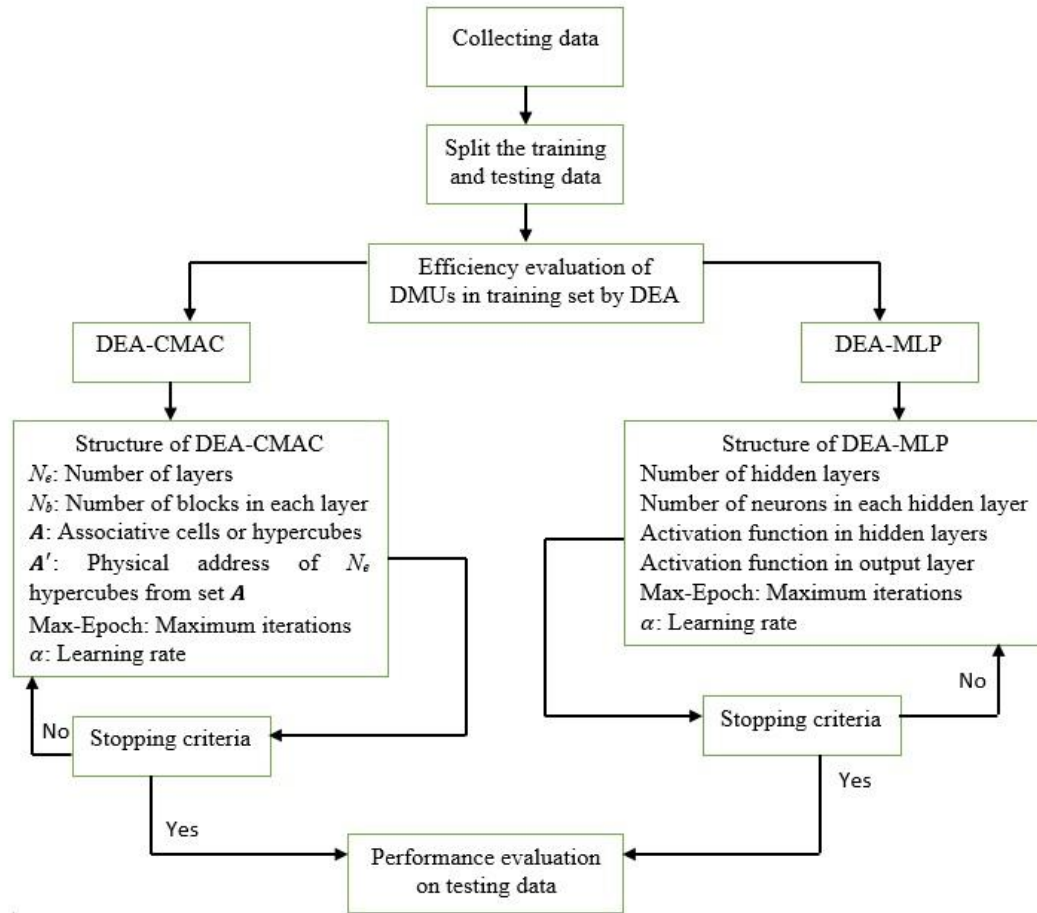 Collecting data
Split the training
and testing data
Efficiency evaluation of
DMUs in training set by DEA
DEA-CMAC
DEA-MLP
Structure of DEA-CMAC
Nₑ: Number of layers
N_b: Number of blocks in each layer
A: Associative cells or hypercubes
A′: Physical address of Nₑ
hypercubes from set A
Max-Epoch: Maximum iterations
α: Learning rate
Structure of DEA-MLP
Number of hidden layers
Number of neurons in each hidden layer
Activation function in hidden layers
Activation function in output layer
Max-Epoch: Maximum iterations
α: Learning rate
No
Stopping criteria
Yes
No
Stopping criteria
Yes
Performance evaluation
on testing data